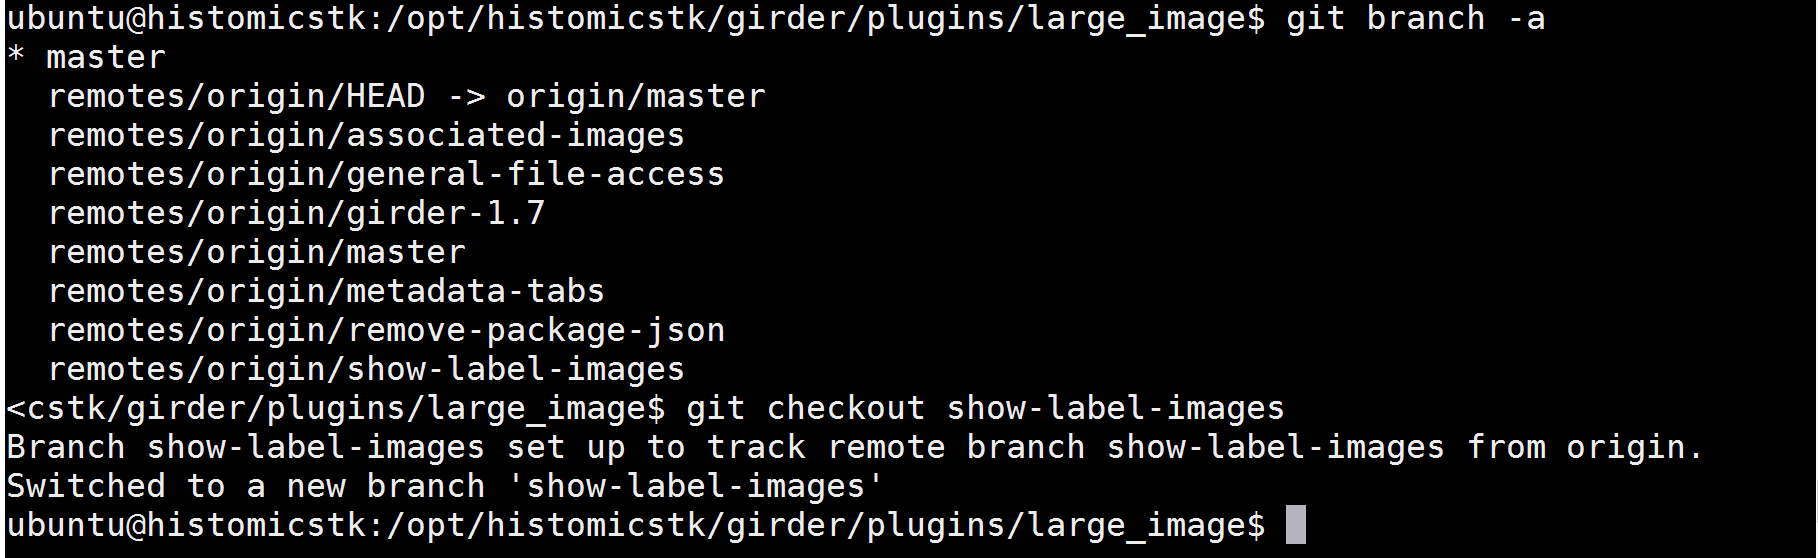 ubuntu@histomicstk:/opt/histomicstk/girder/plugins/large_image$ git branch -a
* master
  remotes/origin/HEAD -> origin/master
  remotes/origin/associated-images
  remotes/origin/general-file-access
  remotes/origin/girder-1.7
  remotes/origin/master
  remotes/origin/metadata-tabs
  remotes/origin/remove-package-json
  remotes/origin/show-label-images
<cstk/girder/plugins/large_image$ git checkout show-label-images
Branch show-label-images set up to track remote branch show-label-images from origin.
Switched to a new branch 'show-label-images'
ubuntu@histomicstk:/opt/histomicstk/girder/plugins/large_image$